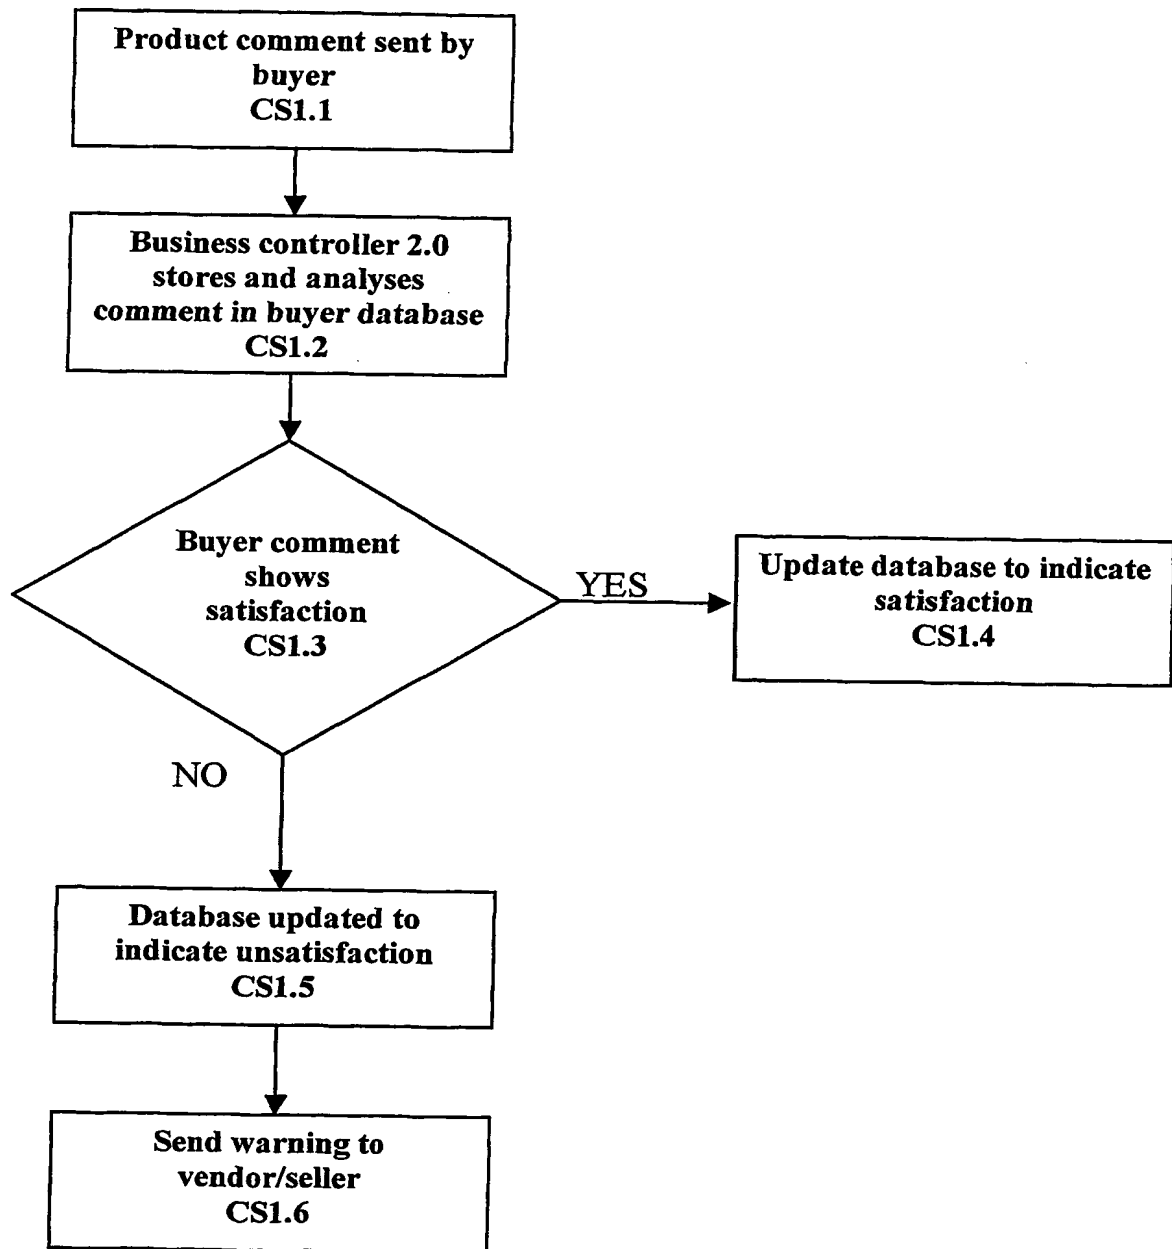 Product comment sent by
buyer
CS1.1
Business controller 2.0
stores and analyses
comment in buyer database
CS1.2
Buyer comment
shows
satisfaction
CS1.3
YES
Update database to indicate
satisfaction
CS1.4
NO
Database updated to
indicate unsatisfaction
CS1.5
Send warning to
vendor/seller
CS1.6